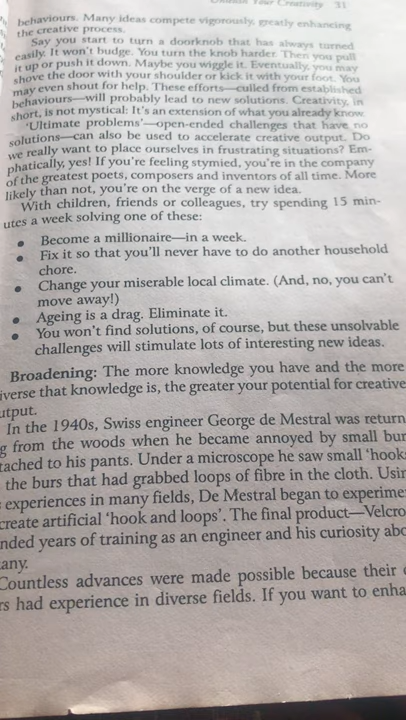 Your Creativity 31
behaviours. Many ideas compete vigorously, greatly enhancing
the creative process.
Say you start to turn a doorknob that has always turned
easily. It won't budge. You turn the knob harder. Then you pull
it up or push it down. Maybe you wiggle it. Eventually, you may
shove the door with your shoulder or kick it with your foot. You
may even shout for help. These efforts—culled from established
behaviours—will probably lead to new solutions. Creativity, in
short, is not mystical: It's an extension of what you already know.
'Ultimate problems'—open-ended challenges that have no
solutions—can also be used to accelerate creative output. Do
we really want to place ourselves in frustrating situations? Em-
phatically, yes! If you're feeling stymied, you're in the company
of the greatest poets, composers and inventors of all time. More
likely than not, you're on the verge of a new idea.
With children, friends or colleagues, try spending 15 min-
utes a week solving one of these:
• Become a millionaire—in a week.
• Fix it so that you'll never have to do another household
chore.
• Change your miserable local climate. (And, no, you can't
move away!)
• Ageing is a drag. Eliminate it.
• You won't find solutions, of course, but these unsolvable
challenges will stimulate lots of interesting new ideas.
Broadening: The more knowledge you have and the more
iverse that knowledge is, the greater your potential for creative
utput.
In the 1940s, Swiss engineer George de Mestral was return
g from the woods when he became annoyed by small bur
tached to his pants. Under a microscope he saw small 'hook
the burs that had grabbed loops of fibre in the cloth. Usin
experiences in many fields, De Mestral began to experime
create artificial 'hook and loops'. The final product—Velcro
nded years of training as an engineer and his curiosity abo
any.
Countless advances were made possible because their
rs had experience in diverse fields. If you want to enha